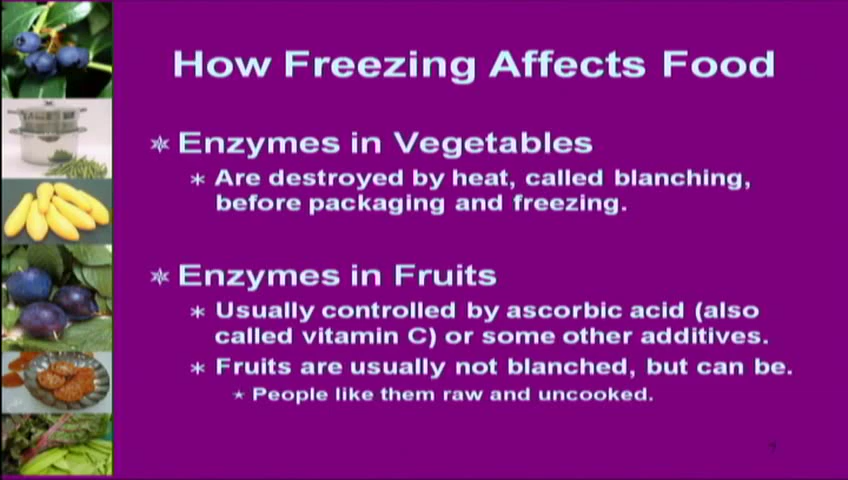 How Freezing Affects Food
Enzymes in Vegetables
Are destroyed by heat, called blanching,
before packaging and freezing.
Enzymes in Fruits
Usually controlled by ascorbic acid (also
called vitamin C) or some other additives.
Fruits are usually not blanched, but can be.
People like them raw and uncooked.